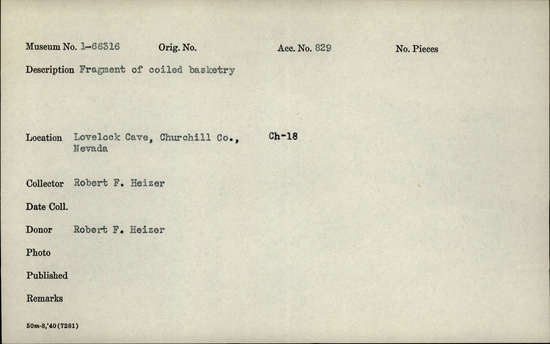 Museum No. 1-66316 Orig. No. Acc. No. 829 No. Pieces
Description Fragment of coiled basketry
Location Lovelock Cave, Churchill Co., Ch-18
Nevada
Collector Robert F. Heizer
Date Coll.
Donor Robert F. Heizer
Photo
Published
Remarks
50m-8,'40(7261)